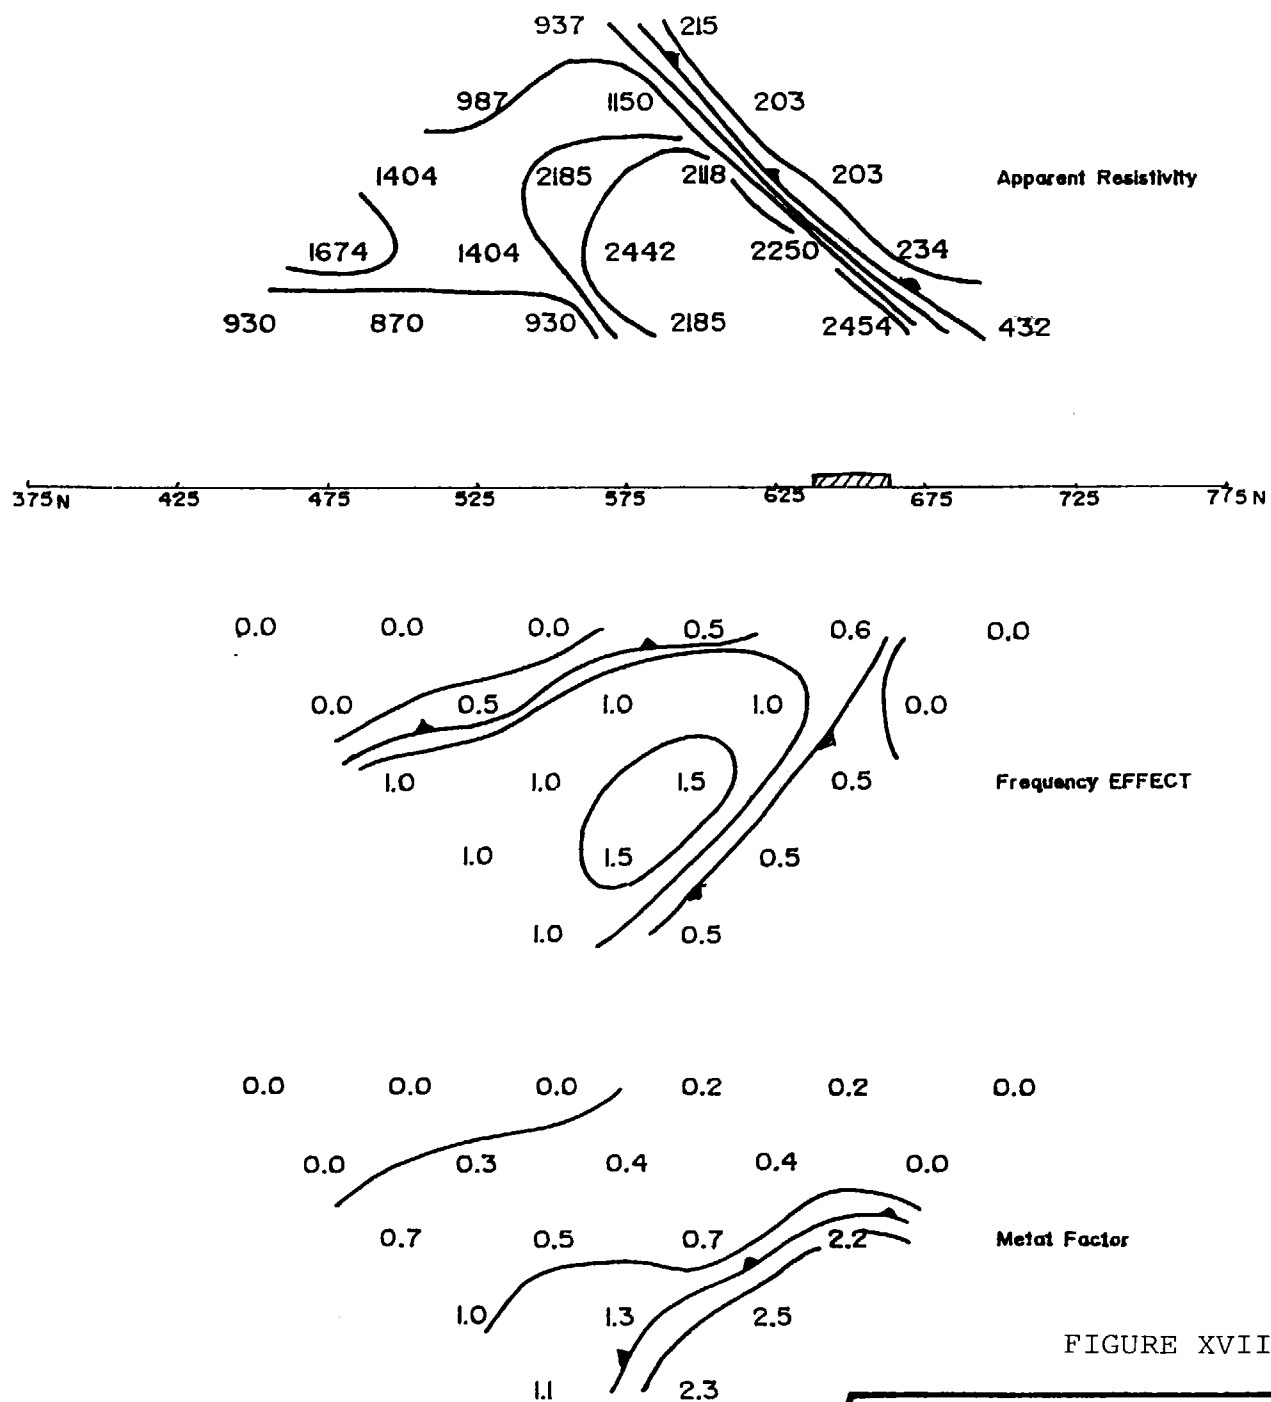 937 215
987 1150 203
1404 2185 2118 203 Apparent Resistivity
1674 1404 2442 2250 234
930 870 930 2185 2454 432
375N 425 475 525 575 625 675 725 775N
0.0 0.0 0.0 0.5 0.6 0.0
0.0 0.5 1.0 1.0 0.0
1.0 1.0 1.5 0.5 Frequency EFFECT
1.0 1.5 0.5
1.0 0.5
0.0 0.0 0.0 0.2 0.2 0.0
0.0 0.3 0.4 0.4 0.0
0.7 0.5 0.7 2.2 Metal Factor
1.0 1.3 2.5
FIGURE XVII
1.1 2.3